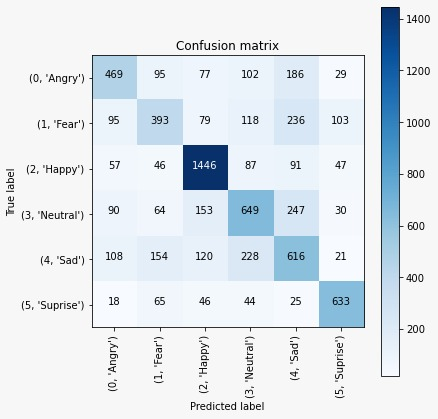 Confusion matrix
(0, 'Angry') 469 95 77 102 186 29
(1, 'Fear') 95 393 79 118 236 103
(2, 'Happy') 57 46 1446 87 91 47
(3, 'Neutral') 90 64 153 649 247 30
(4, 'Sad') 108 154 120 228 616 21
(5, 'Suprise') 18 65 46 44 25 633
True label
(0, 'Angry') (1, 'Fear') (2, 'Happy') (3, 'Neutral') (4, 'Sad') (5, 'Suprise')
Predicted label
1400
1200
1000
800
600
400
200